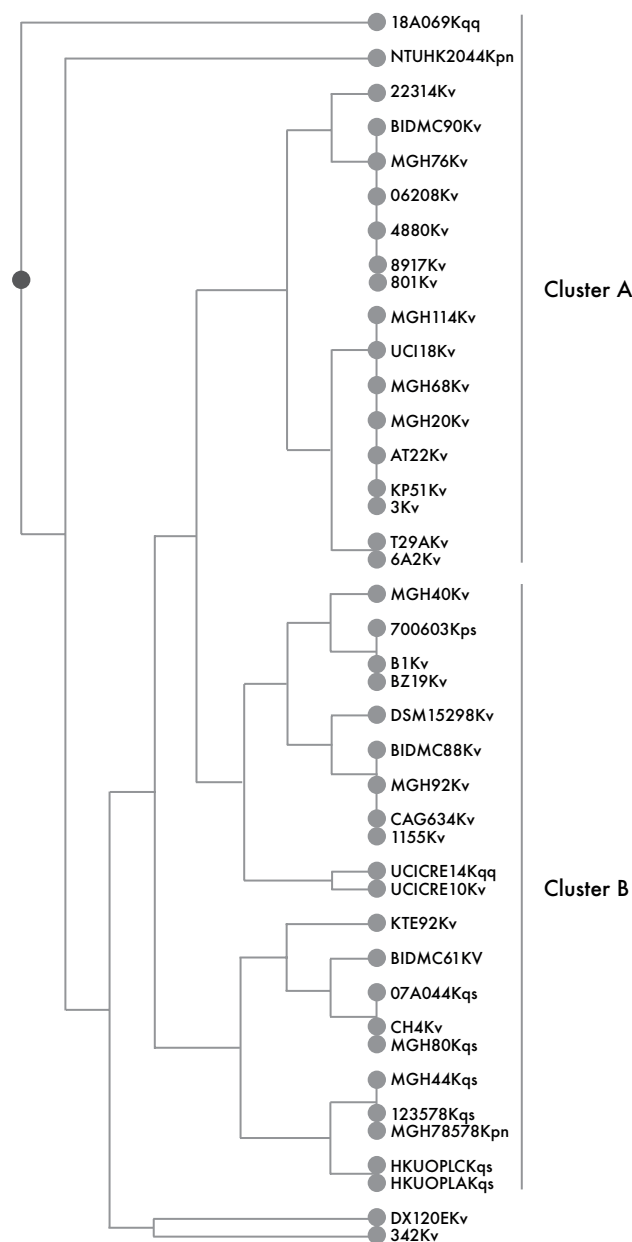 18A069Kqq
NTUHK2044Kpn
22314Kv
BIDMC90Kv
MGH76Kv
06208Kv
4880Kv
8917Kv
801Kv
Cluster A
MGH114Kv
UCI18Kv
MGH68Kv
MGH20Kv
AT22Kv
KP51Kv
3Kv
T29AKv
6A2Kv
MGH40Kv
700603Kps
B1Kv
BZ19Kv
DSM15298Kv
BIDMC88Kv
MGH92Kv
CAG634Kv
1155Kv
UCICRE14Kqq
UCICRE10Kv
Cluster B
KTE92Kv
BIDMC61KV
07A044Kqs
CH4Kv
MGH80Kqs
MGH44Kqs
123578Kqs
MGH78578Kpn
HKUOPLCKqs
HKUOPLAKqs
DX120EKv
342Kv